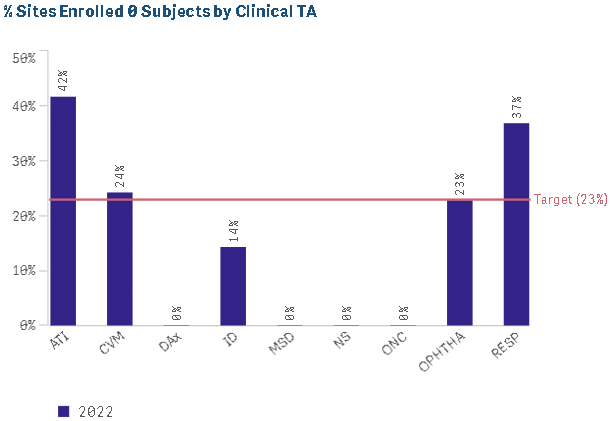 % Sites Enrolled 0 Subjects by Clinical TA
50%
40%
30%
20%
10%
0%
42%
24%
0%
14%
0%
0%
0%
23%
37%
Target (23%)
ATI
CVM
DAx
ID
MSD
NS
ONC
OPHTHA
RESP
2022